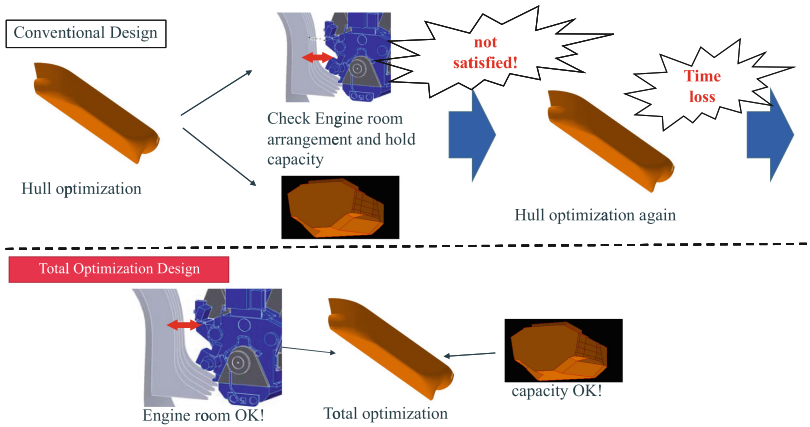 Conventional Design
not
satisfied!
Time
loss
Check Engine room
arrangement and hold
capacity
Hull optimization
Hull optimization again
Total Optimization Design
Engine room OK!
Total optimization
capacity OK!